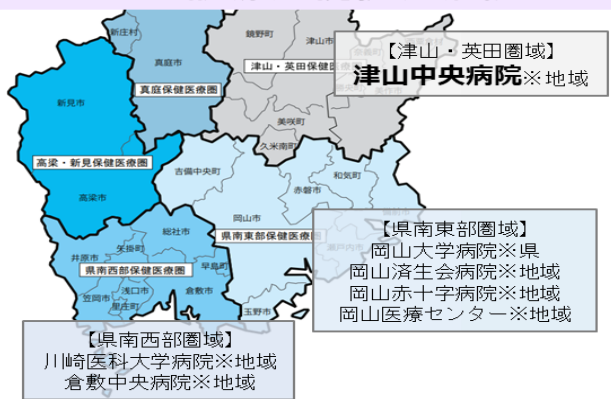 新庄村
真庭市
真庭保健医療圏
鏡野町
津山市
津山・英田保健医療圏
美咲町
久米南町
【津山・英田圏域】
津山中央病院※地域
新見市
高梁・新見保健医療圏
高梁市
吉備中央町
和気町
赤磐市
岡山市
県南東部保健医療圏
瀬戸内市
玉野市
【県南東部圏域】
岡山大学病院※県
岡山済生会病院※地域
岡山赤十字病院※地域
岡山医療センター※地域
総社市
矢掛町
井原市
県南西部保健医療圏
早島町
笠岡市
浅口市
里庄町
倉敷市
【県南西部圏域】
川崎医科大学病院※地域
倉敷中央病院※地域